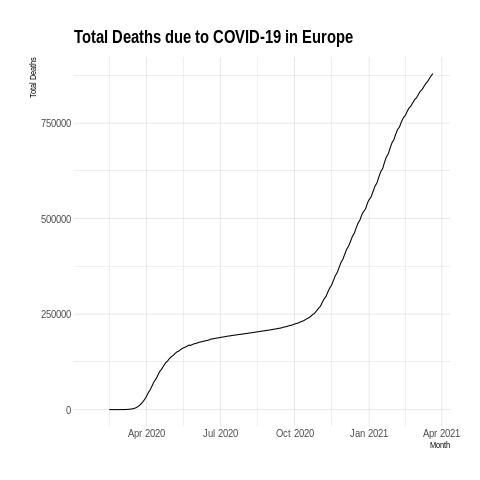 Total Deaths due to COVID-19 in Europe
Total Deaths
750000
500000
250000
0
Apr 2020
Jul 2020
Oct 2020
Jan 2021
Apr 2021
Month